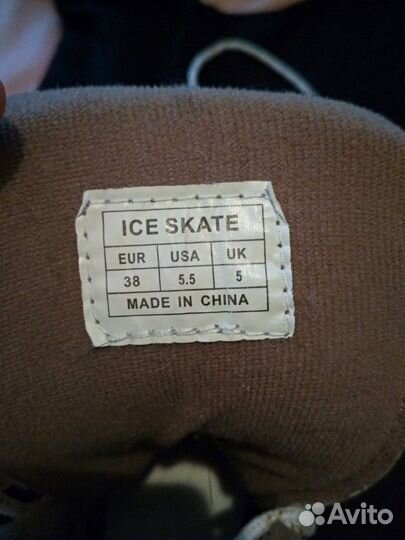 ICE SKATE
EUR USA UK
38 5.5 5
MADE IN CHINA
Avito